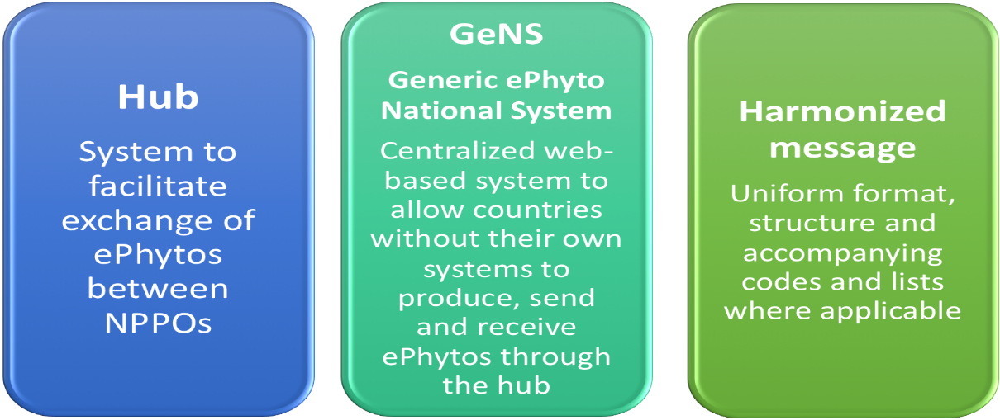 Hub
System to
facilitate
exchange of
ePhytos
between
NPPOs
GeNS
Generic ePhyto
National System
Centralized web-
based system to
allow countries
without their own
systems to
produce, send
and receive
ePhytos through
the hub
Harmonized
message
Uniform format,
structure and
accompanying
codes and lists
where applicable